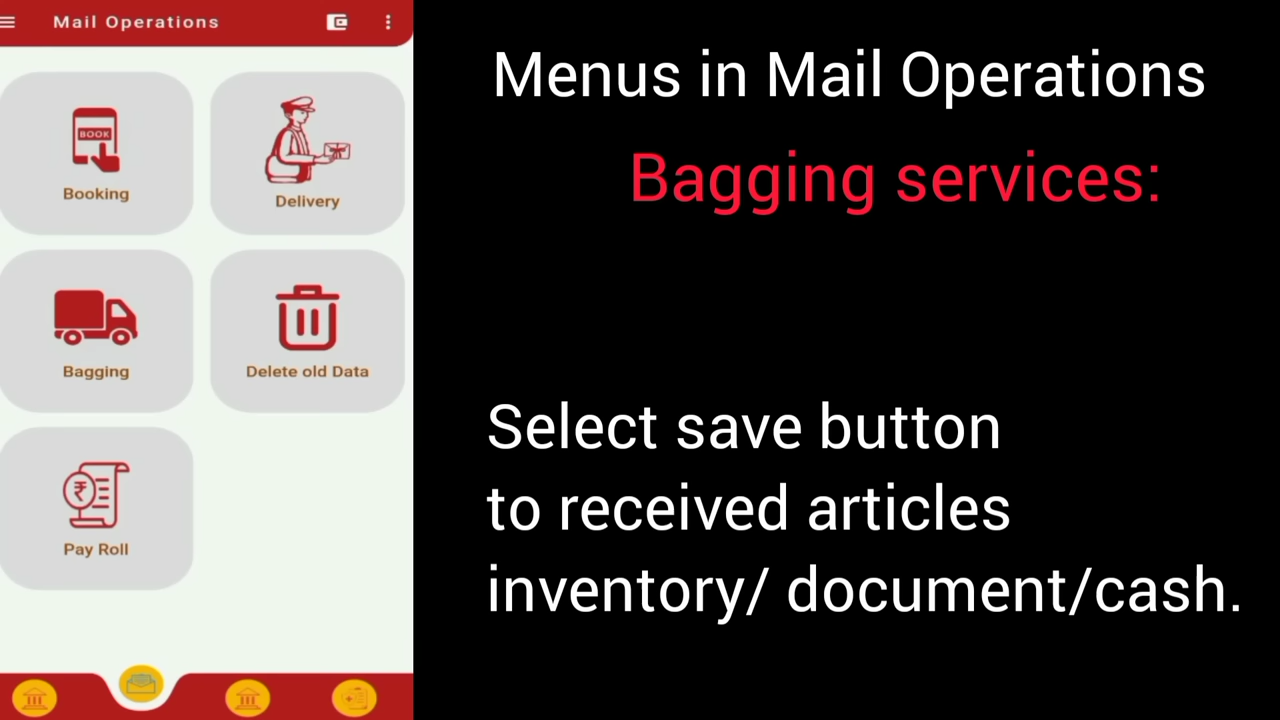 Mail Operations
BOOK
Booking
Delivery
Bagging
Delete old Data
₹
Pay Roll
Menus in Mail Operations
Bagging services:
Select save button
to received articles
inventory/ document/cash.